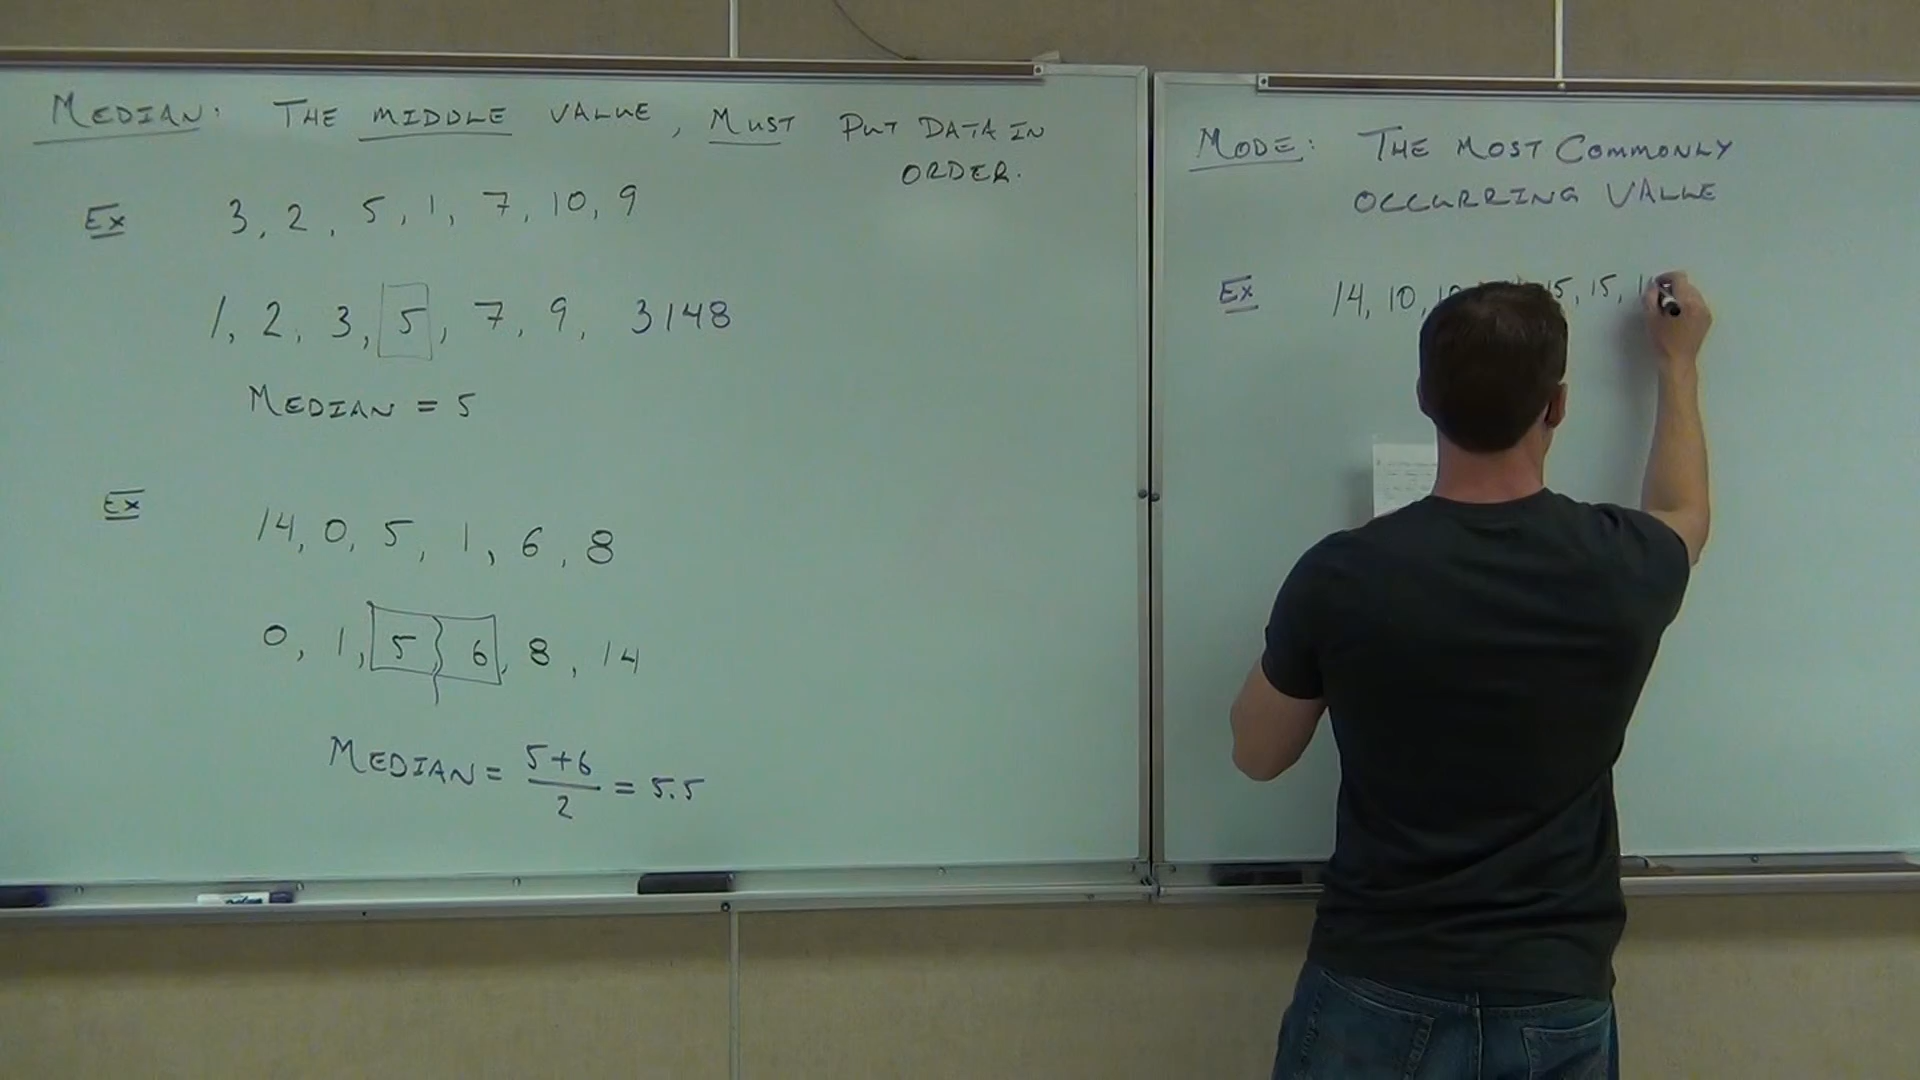 MEDIAN: THE MIDDLE VALUE, MUST PUT DATA IN
ORDER.
Ex 3, 2, 5, 1, 7, 10, 9
1, 2, 3, 5, 7, 9, 3148
MEDIAN = 5
Ex
14, 0, 5, 1, 6, 8
0, 1, 5, 6, 8, 14
MEDIAN = 5+6/2 = 5.5
MODE: THE MOST COMMONLY
OCCURRING VALUE
Ex 14, 10, 15, 15,